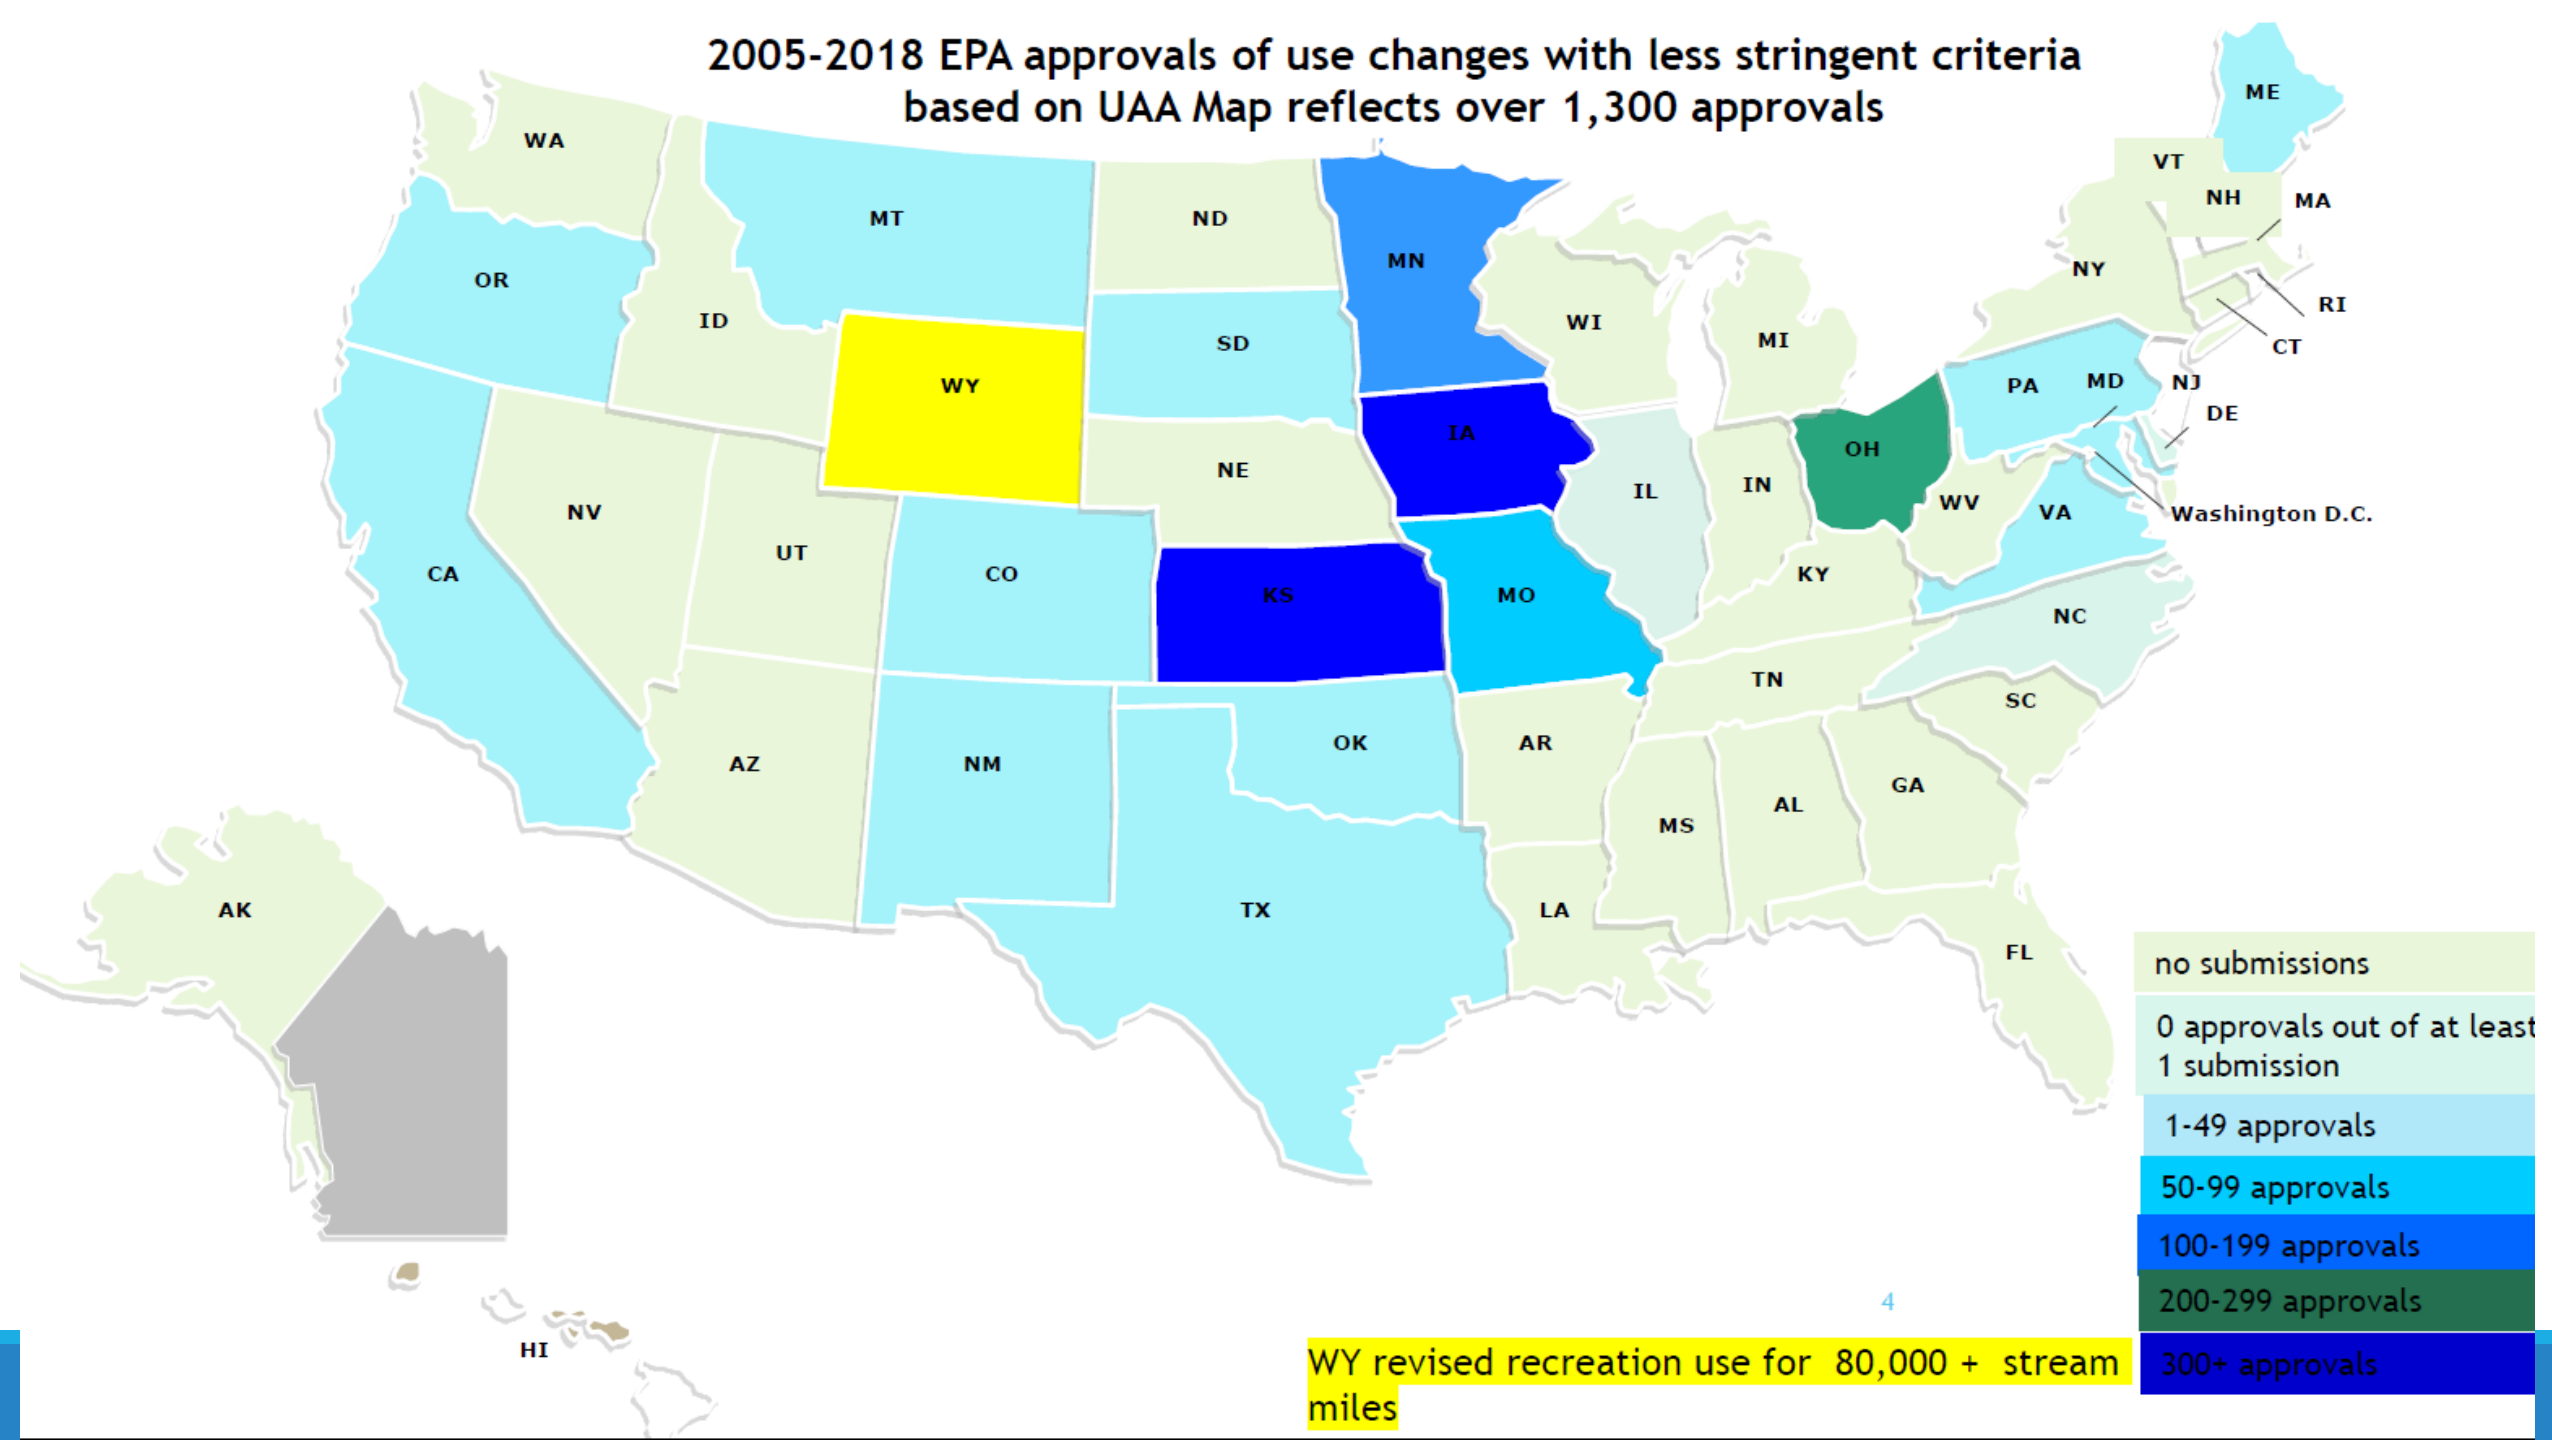 2005-2018 EPA approvals of use changes with less stringent criteria
based on UAA Map reflects over 1,300 approvals
ME
WA
VT
NH
MA
MT
ND
MN
NY
OR
RI
ID
WI
MI
SD
CT
WY
PA
MD
NJ
DE
IA
OH
NE
IL
IN
WV
NV
VA
Washington D.C.
UT
CA
CO
KY
KS
MO
NC
TN
SC
AZ
NM
OK
AR
GA
MS
AL
AK
TX
LA
FL
no submissions
0 approvals out of at least
1 submission
1-49 approvals
50-99 approvals
100-199 approvals
200-299 approvals
300+ approvals
4
HI
WY revised recreation use for 80,000 + stream
miles